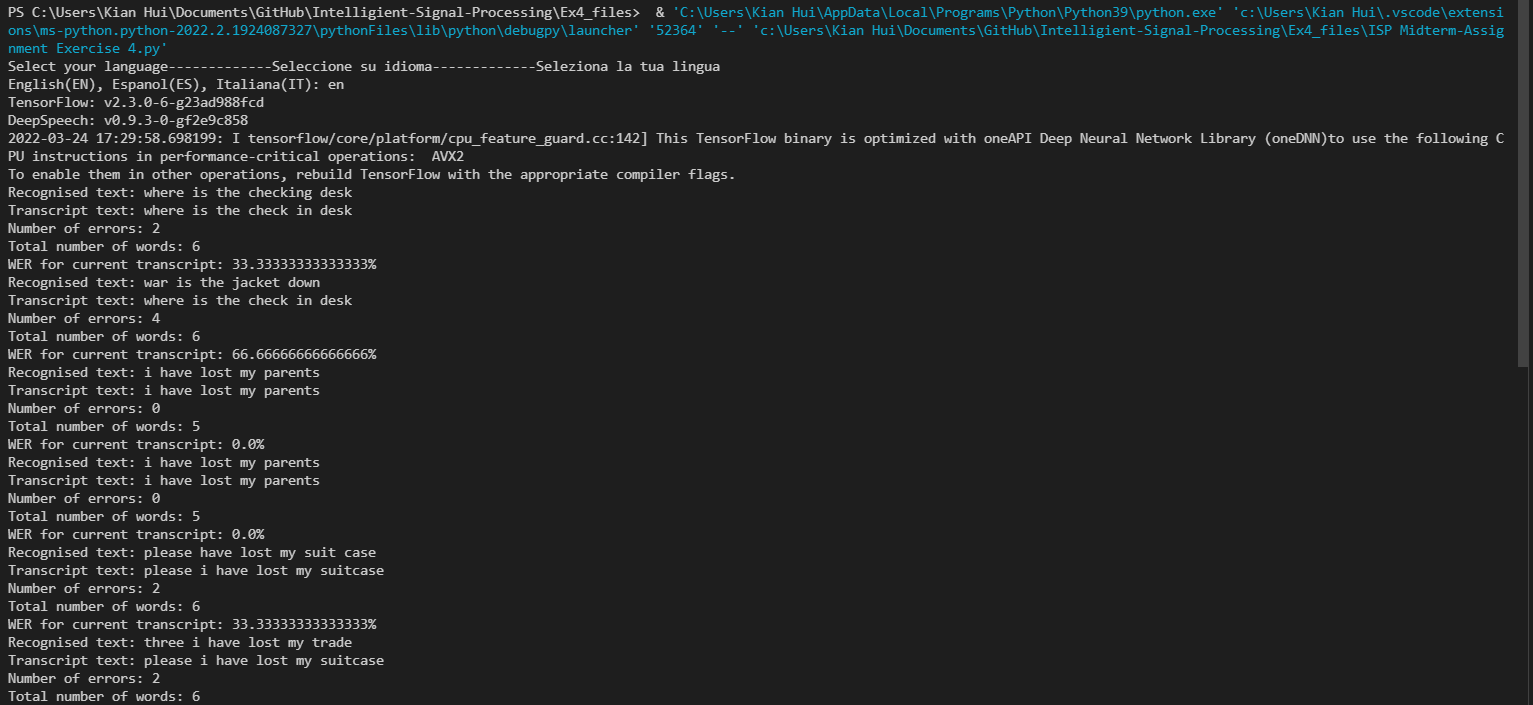 PS C:\Users\Kian Hui\Documents\GitHub\Intelligient-Signal-Processing\Ex4_files>  & 'C:\Users\Kian Hui\AppData\Local\Programs\Python\Python39\python.exe' 'c:\Users\Kian Hui\.vscode\extensi
ons\ms-python.python-2022.2.1924087327\pythonFiles\lib\python\debugpy\launcher' '52364' '--' 'c:\Users\Kian Hui\Documents\GitHub\Intelligient-Signal-Processing\Ex4_files\ISP Midterm-Assig
nment Exercise 4.py'
Select your language-------------Seleccione su idioma-------------Seleziona la tua lingua
English(EN), Espanol(ES), Italiana(IT): en
TensorFlow: v2.3.0-6-g23ad988fcd
DeepSpeech: v0.9.3-0-gf2e9c858
2022-03-24 17:29:58.698199: I tensorflow/core/platform/cpu_feature_guard.cc:142] This TensorFlow binary is optimized with oneAPI Deep Neural Network Library (oneDNN)to use the following C
PU instructions in performance-critical operations:  AVX2
To enable them in other operations, rebuild TensorFlow with the appropriate compiler flags.
Recognised text: where is the checking desk
Transcript text: where is the check in desk
Number of errors: 2
Total number of words: 6
WER for current transcript: 33.33333333333333%
Recognised text: war is the jacket down
Transcript text: where is the check in desk
Number of errors: 4
Total number of words: 6
WER for current transcript: 66.66666666666666%
Recognised text: i have lost my parents
Transcript text: i have lost my parents
Number of errors: 0
Total number of words: 5
WER for current transcript: 0.0%
Recognised text: i have lost my parents
Transcript text: i have lost my parents
Number of errors: 0
Total number of words: 5
WER for current transcript: 0.0%
Recognised text: please have lost my suit case
Transcript text: please i have lost my suitcase
Number of errors: 2
Total number of words: 6
WER for current transcript: 33.33333333333333%
Recognised text: three i have lost my trade
Transcript text: please i have lost my suitcase
Number of errors: 2
Total number of words: 6